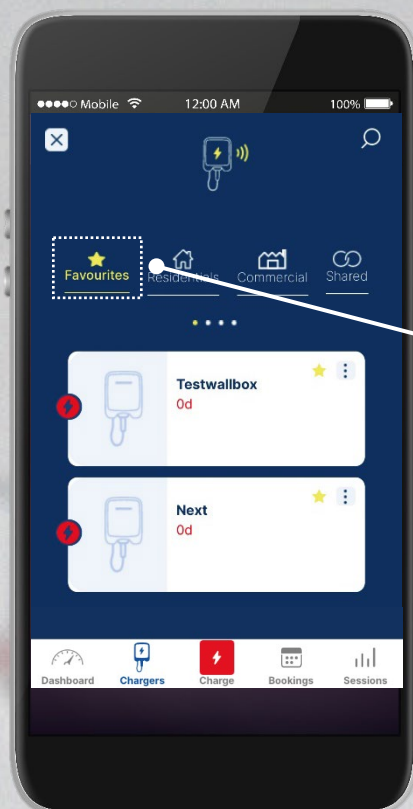 Mobile 12:00 AM 100%
Favourites Residentials Commercial Shared
Testwallbox
0d
Next
0d
Dashboard Chargers Charge Bookings Sessions